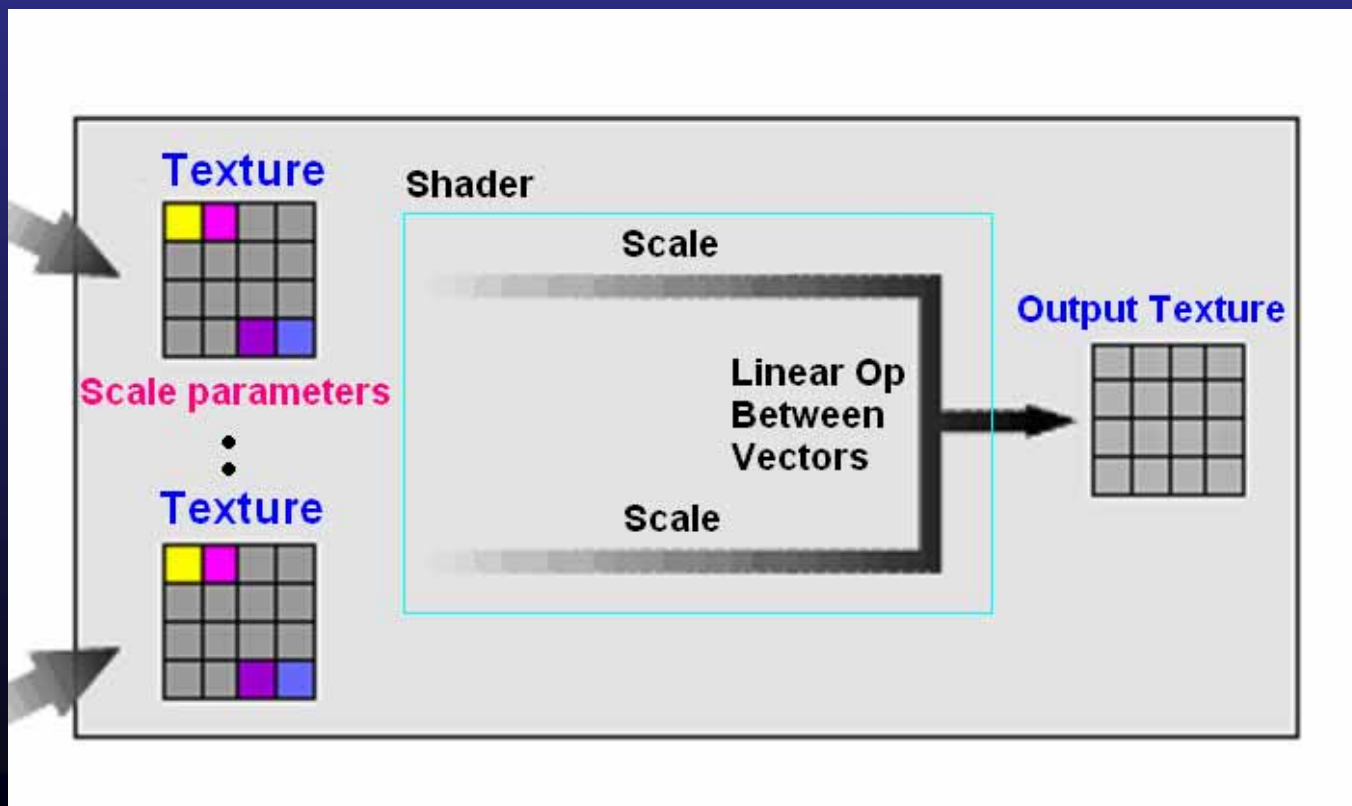 Texture
Shader
Scale
Output Texture
Linear Op
Between
Vectors
Scale parameters
Texture
Scale